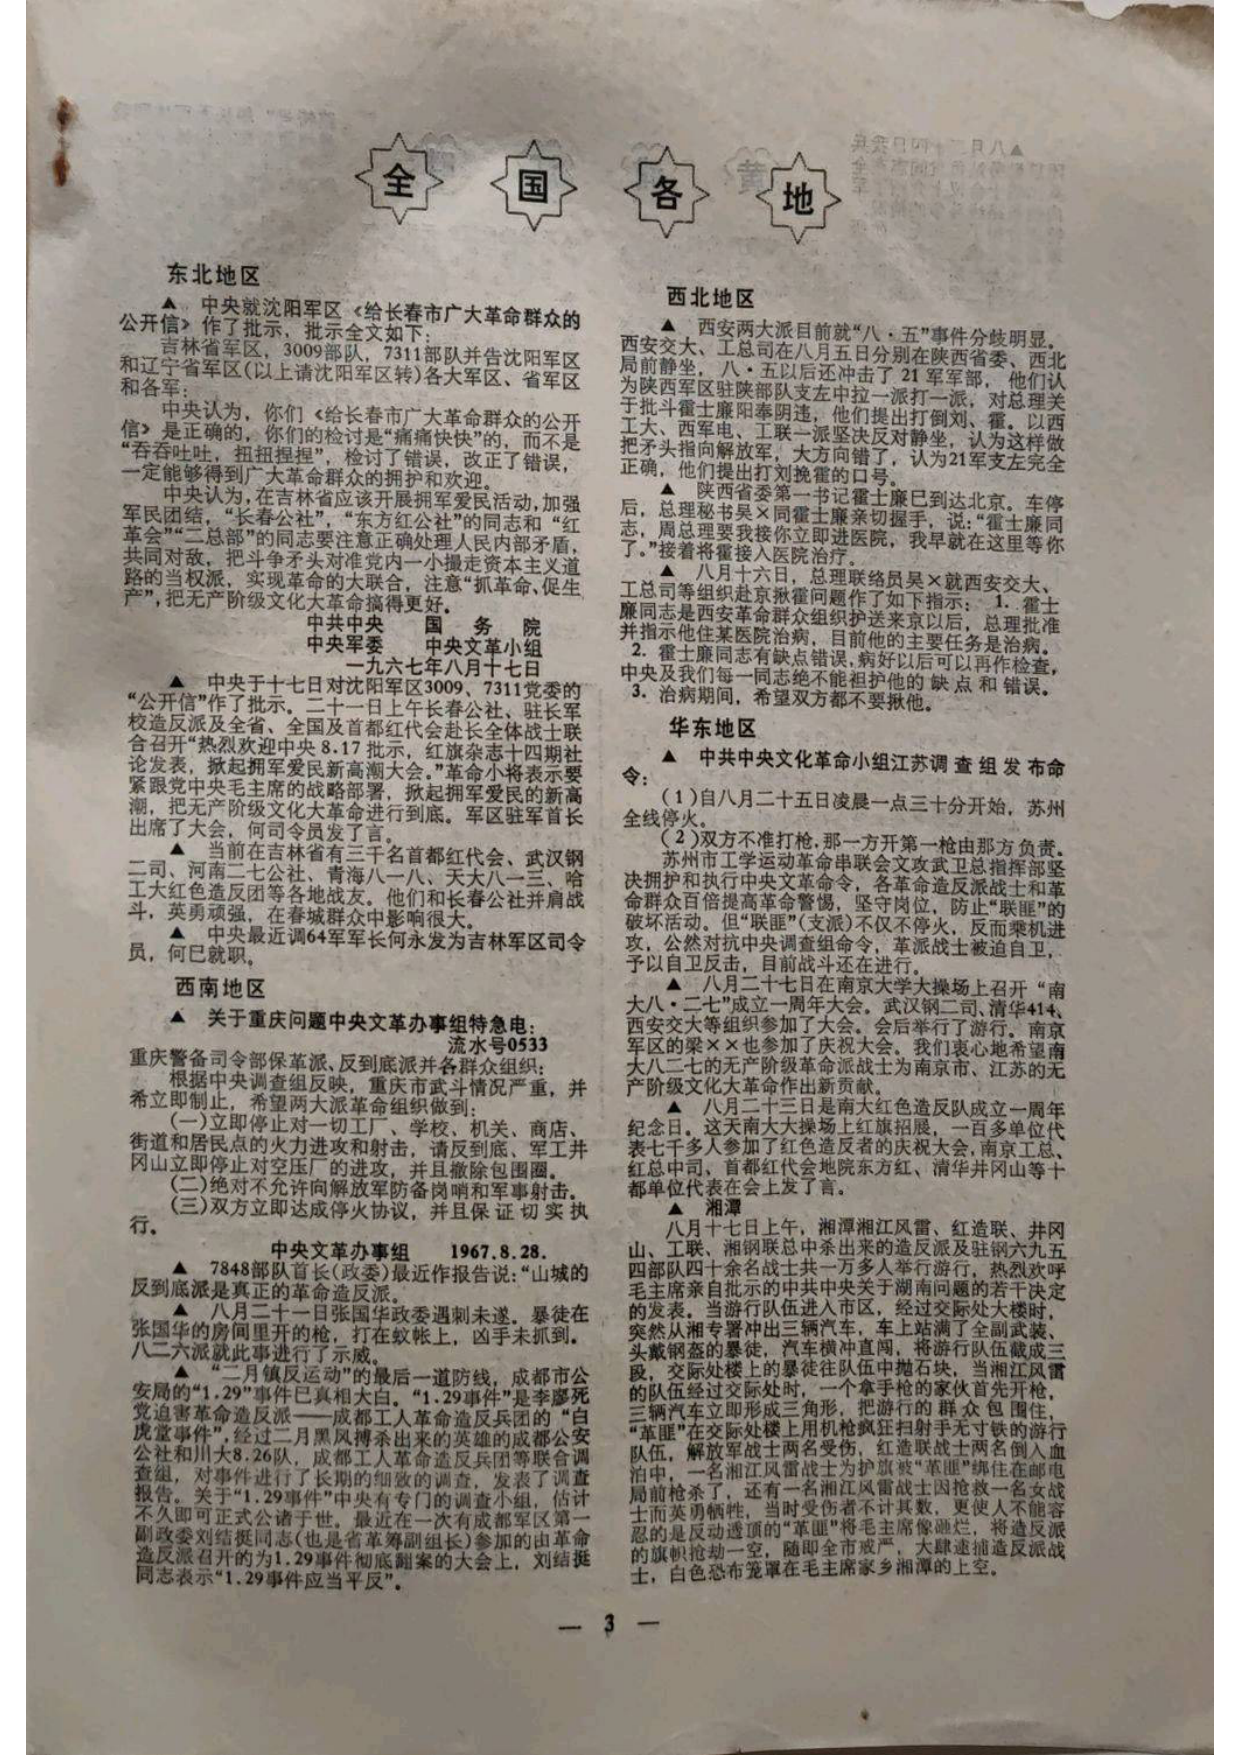 全国各地
东北地区
▲ 中央就沈阳军区《给长春市广大革命群众的
公开信》作了批示，批示全文如下：
吉林省军区，3009部队，7311部队并告沈阳军区
和辽宁省军区(以上请沈阳军区转)各大军区、省军区
和各军：
中央认为，你们《给长春市广大革命群众的公开
信》是正确的，你们的检讨是“痛痛快快”的，而不是
“吞吞吐吐，扭扭捏捏”，检讨了错误，改正了错误，
一定能够得到广大革命群众的拥护和欢迎。
中央认为，在吉林省应该开展拥军爱民活动，加强
军民团结，“长春公社”，“东方红公社”的同志和“红
革会”“二总部”的同志要注意正确处理人民内部矛盾，
共同对敌，把斗争矛头对准党内一小撮走资本主义道
路的当权派，实现革命的大联合，注意“抓革命、促生
产”，把无产阶级文化大革命搞得更好。
中共中央 国务院
中央军委 中央文革小组
一九六七年八月十七日
▲ 中央于十七日对沈阳军区3009、7311党委的
“公开信”作了批示。二十一日上午长春公社、驻长军
校造反派及全省、全国及首都红代会赴长全体战士联
合召开“热烈欢迎中央8.17批示，红旗杂志十四期社
论发表，掀起拥军爱民新高潮大会。”革命小将表示要
紧跟党中央毛主席的战略部署，掀起拥军爱民的新高
潮，把无产阶级文化大革命进行到底。军区驻军首长
出席了大会，何司令员发了言。
▲ 当前在吉林省有三千名首都红代会、武汉钢
二司、河南二七公社、青海八一八、天大八一三、哈
工大红色造反团等各地战友。他们和长春公社并肩战
斗，英勇顽强，在春城群众中影响很大。
▲ 中央最近调64军军长何永发为吉林军区司令
员，何已就职。
西南地区
▲ 关于重庆问题中央文革办事组特急电：
流水号0533
重庆警备司令部保革派、反到底派并各群众组织：
根据中央调查组反映，重庆市武斗情况严重，并
希立即制止，希望两大派革命组织做到：
(一)立即停止对一切工厂、学校、机关、商店、
街道和居民点的火力进攻和射击，请反到底、军工井
冈山立即停止对空压厂的进攻，并且撤除包围圈。
(二)绝对不允许向解放军防备岗哨和军事射击。
(三)双方立即达成停火协议，并且保证切实执
行。
中央文革办事组 1967.8.28.
▲ 7848部队首长(政委)最近作报告说：“山城的
反到底派是真正的革命造反派。
▲ 八月二十一日张国华政委遇刺未遂。暴徒在
张国华的房间里开的枪，打在蚊帐上，凶手未抓到。
八二六派就此事进行了示威。
▲ “二月镇反运动”的最后一道防线，成都市公
安局的“1.29”事件已真相大白。“1.29事件”是李廖死
党迫害革命造反派——成都工人革命造反兵团的“白
虎堂事件”，经过二月黑风搏杀出来的英雄的成都公安
公社和川大8.26队，成都工人革命造反兵团等联合调
查组，对事件进行了长期的细致的调查，发表了调查
报告。关于“1.29事件”中央有专门的调查小组，估计
不久即可正式公诸于世。最近在一次有成都军区第一
副政委刘结挺同志(也是省革筹副组长)参加的由革命
造反派召开的为1.29事件彻底翻案的大会上，刘结挺
同志表示“1.29事件应当平反”。
西北地区
▲ 西安两大派目前就“八·五”事件分歧明显。
西安交大、工总司在八月五日分别在陕西省委、西北
局前静坐，八·五以后还冲击了21军军部，他们认
为陕西军区驻陕部队支左中拉一派打一派，对总理关
于批斗霍士廉阳奉阴违，他们提出打倒刘、霍。以西
工大、西军电、工联一派坚决反对静坐，认为这样做
把矛头指向解放军，大方向错了，认为21军支左完全
正确，他们提出打刘挽霍的口号。
▲ 陕西省委第一书记霍士廉已到达北京。车停
后，总理秘书吴×同霍士廉亲切握手，说：“霍士廉同
志，周总理要我接你立即进医院，我早就在这里等你
了。”接着将霍接入医院治疗。
▲ 八月十六日，总理联络员吴×就西安交大、
工总司等组织赴京揪霍问题作了如下指示： 1. 霍士
廉同志是西安革命群众组织护送来京以后，总理批准
并指示他住某医院治病，目前他的主要任务是治病。
2. 霍士廉同志有缺点错误，病好以后可以再作检查，
中央及我们每一同志绝不能袒护他的缺点和错误。
3. 治病期间，希望双方都不要揪他。
华东地区
▲ 中共中央文化革命小组江苏调查组发布命
令：
(1)自八月二十五日凌晨一点三十分开始，苏州
全线停火。
(2)双方不准打枪，那一方开第一枪由那方负责。
苏州市工学运动革命串联会文攻武卫总指挥部坚
决拥护和执行中央文革命令，各革命造反派战士和革
命群众百倍提高革命警惕，坚守岗位，防止“联匪”的
破坏活动。但“联匪”(支派)不仅不停火，反而乘机进
攻，公然对抗中央调查组命令，革派战士被迫自卫，
予以自卫反击，目前战斗还在进行。
▲ 八月二十七日在南京大学大操场上召开“南
大八·二七”成立一周年大会。武汉钢二司、清华414、
西安交大等组织参加了大会。会后举行了游行。南京
军区的梁××也参加了庆祝大会。我们衷心地希望南
大八二七的无产阶级革命派战士为南京市、江苏的无
产阶级文化大革命作出新贡献。
▲ 八月二十三日是南大红色造反队成立一周年
纪念日。这天南大大操场上红旗招展，一百多单位代
表七千多人参加了红色造反者的庆祝大会，南京工总、
红总中司、首都红代会地院东方红、清华井冈山等十
都单位代表在会上发了言。
▲ 湘潭
八月十七日上午，湘潭湘江风雷、红造联、井冈
山、工联、湘钢联总中杀出来的造反派及驻钢六九五
四部队四十余名战士共一万多人举行游行，热烈欢呼
毛主席亲自批示的中共中央关于湖南问题的若干决定
的发表。当游行队伍进入市区，经过交际处大楼时，
突然从湘专署冲出三辆汽车，车上站满了全副武装、
头戴钢盔的暴徒，汽车横冲直闯，将游行队伍截成三
段，交际处楼上的暴徒往队伍中抛石块，当湘江风雷
的队伍经过交际处时，一个拿手枪的家伙首先开枪，
三辆汽车立即形成三角形，把游行的群众包围住，
“革匪”在交际处楼上用机枪疯狂扫射手无寸铁的游行
队伍，解放军战士两名受伤，红造联战士两名倒入血
泊中，一名湘江风雷战士为护旗被“革匪”绑住在邮电
局前枪杀了，还有一名湘江风雷战士因抢救一名女战
士而英勇牺牲，当时受伤者不计其数，更使人不能容
忍的是反动透顶的“革匪”将毛主席像砸烂，将造反派
的旗帜抢劫一空，随即全市戒严，大肆逮捕造反派战
士，白色恐布笼罩在毛主席家乡湘潭的上空。
— 3 —